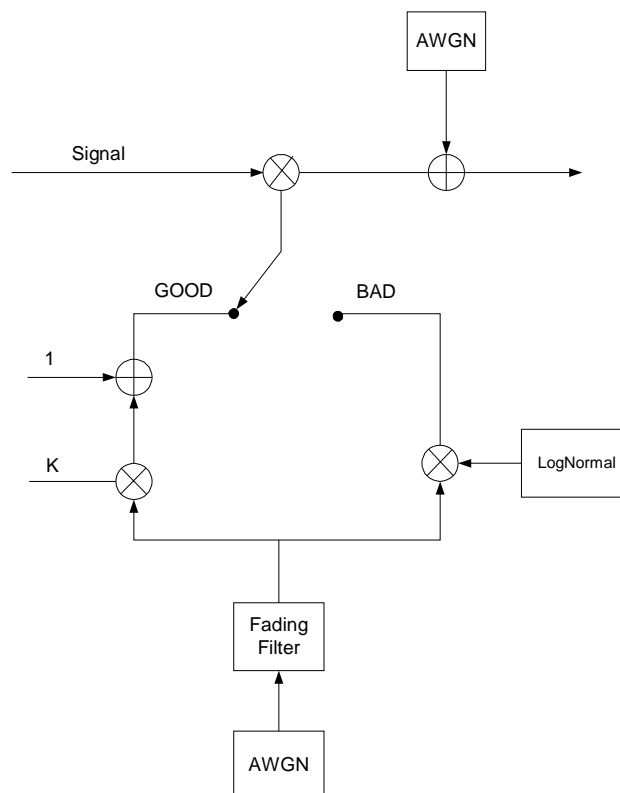 AWGN
Signal
GOOD
BAD
1
K
LogNormal
Fading
Filter
AWGN